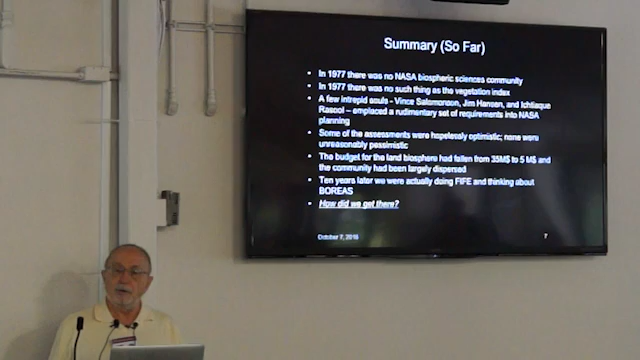 Summary (So Far)
• In 1977 there was no NASA biospheric sciences community
• In 1977 there was no such thing as the vegetation index
• A few intrepid souls - Vince Salomonson, Jim Hansen, and Ichtiaque
Rasool – emplaced a rudimentary set of requirements into NASA
planning
• Some of the assessments were hopelessly optimistic; none were
unreasonably pessimistic
• The budget for the land biosphere had fallen from 35M$ to 5 M$ and
the community had been largely dispersed
• Ten years later we were actually doing FIFE and thinking about
BOREAS
• How did we get there?
October 7, 2016
7